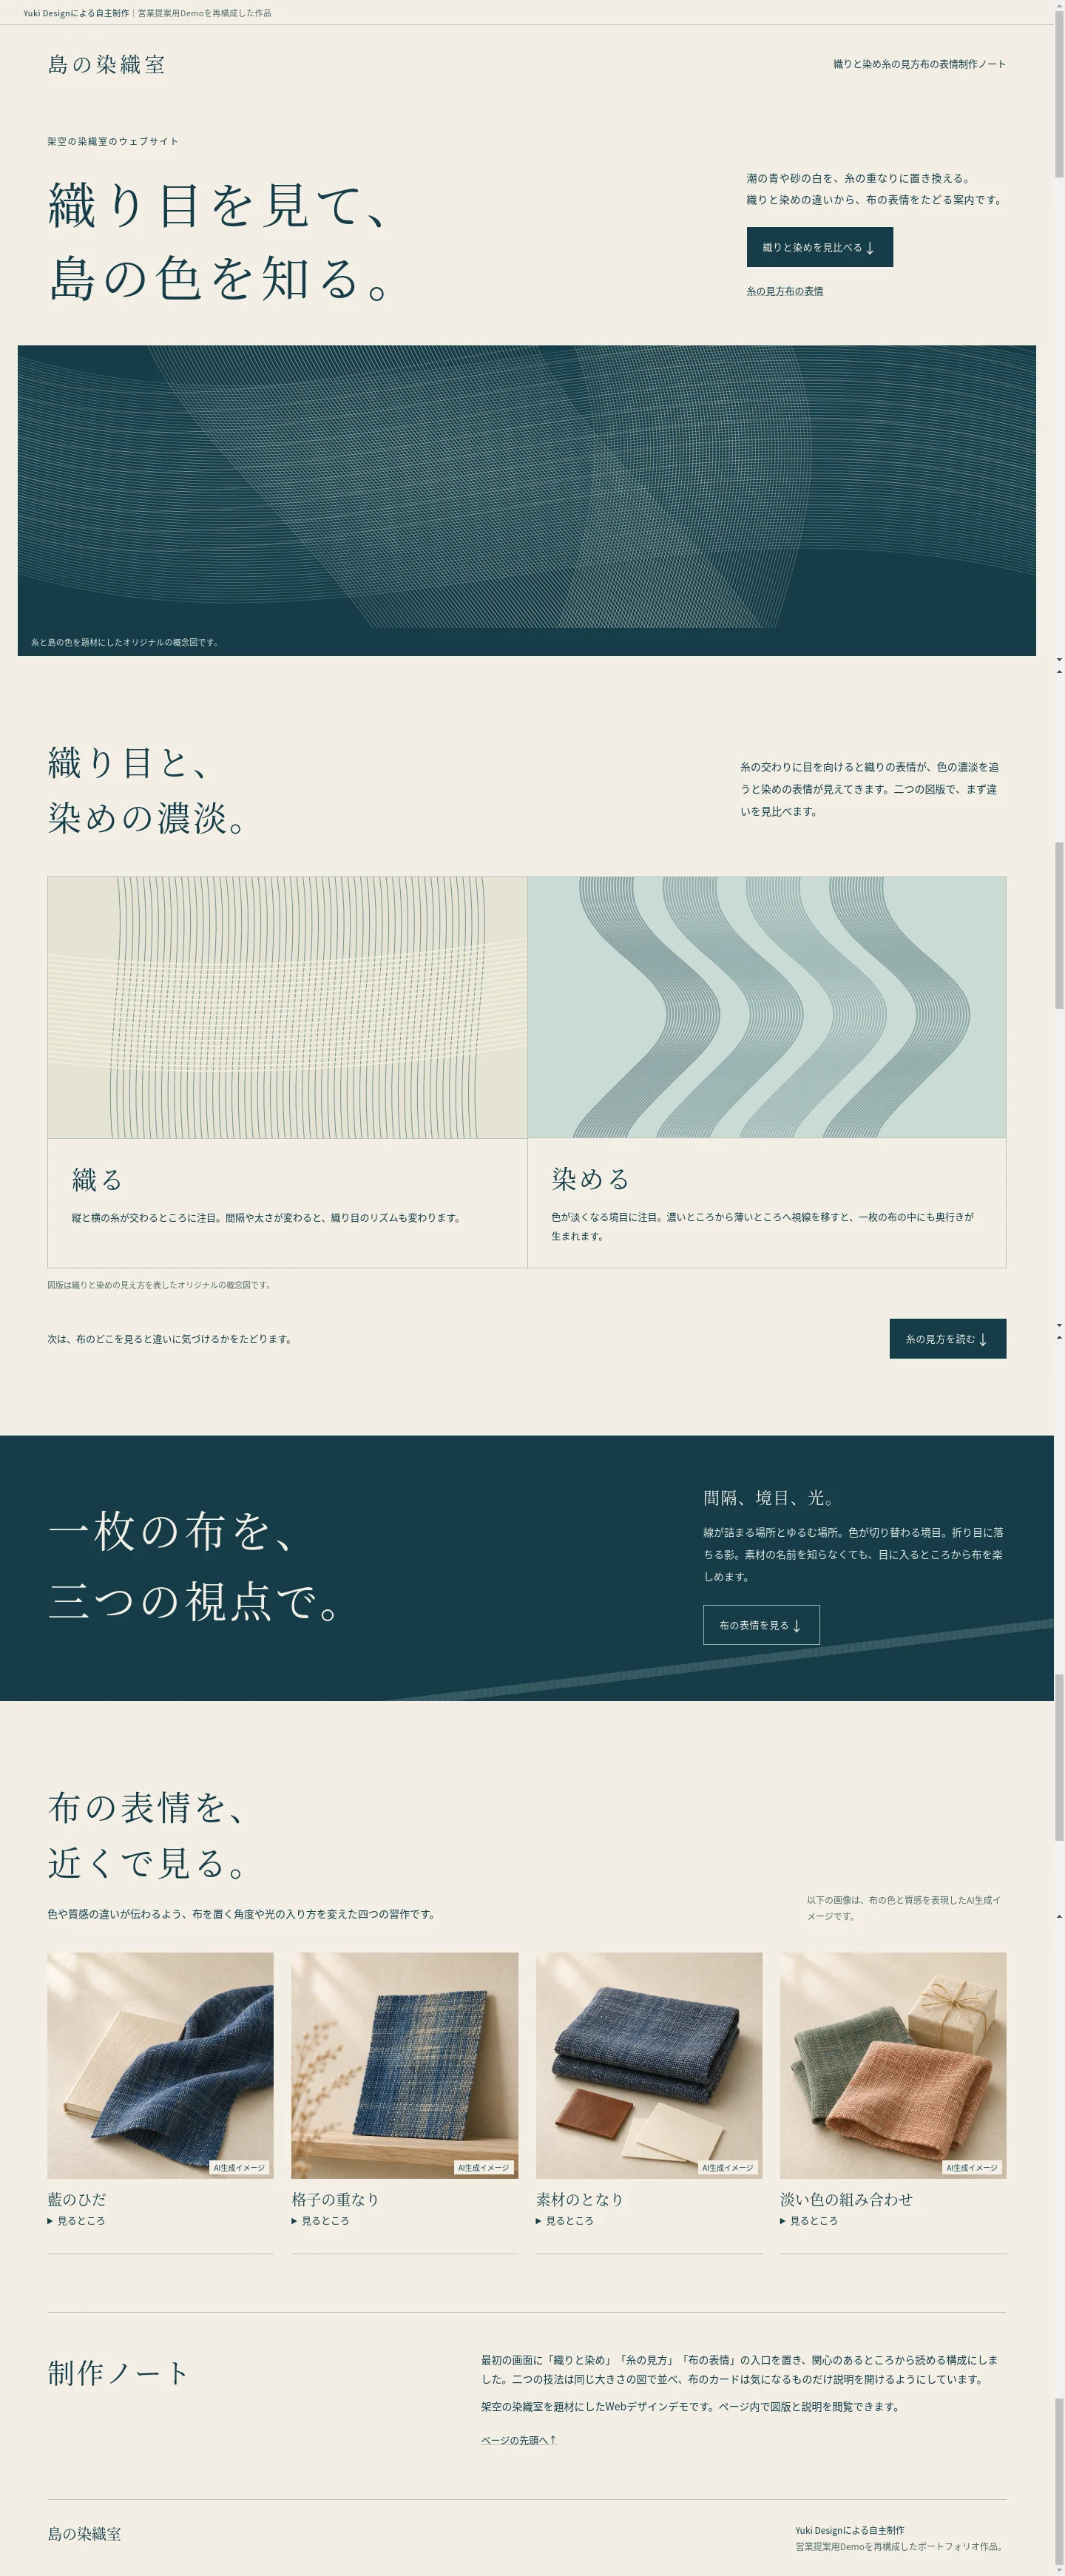 Yuki Designによる自主制作｜営業提案用Demoを再構成した作品
島の染織室
織りと染め糸の見方布の表情制作ノート
架空の染織室のウェブサイト
織り目を見て、
島の色を知る。
潮の青や砂の白を、糸の重なりに置き換える。
織りと染めの違いから、布の表情をたどる案内です。
織りと染めを見比べる↓
糸の見方布の表情
糸と島の色を題材にしたオリジナルの概念図です。
織り目と、
染めの濃淡。
糸の交わりに目を向けると織りの表情が、色の濃淡を追
うと染めの表情が見えてきます。二つの図版で、まず違
いを見比べます。
織る
縦と横の糸が交わるところに注目。間隔や太さが変わると、織り目のリズムも変わります。
染める
色が淡くなる境目に注目。濃いところから薄いところへ視線を移すと、一枚の布の中にも奥行きが
生まれます。
図版は織りと染めの見え方を表したオリジナルの概念図です。
次は、布のどこを見ると違いに気づけるかをたどります。
糸の見方を読む↓
一枚の布を、
三つの視点で。
間隔、境目、光。
線が詰まる場所とゆるむ場所。色が切り替わる境目。折り目に落
ちる影。素材の名前を知らなくても、目に入るところから布を楽
しめます。
布の表情を見る↓
布の表情を、
近くで見る。
色や質感の違いが伝わるよう、布を置く角度や光の入り方を変えた四つの習作です。
以下の画像は、布の色と質感を表現したAI生成イ
メージです。
AI生成イメージ
AI生成イメージ
AI生成イメージ
AI生成イメージ
藍のひだ
▶ 見るところ
格子の重なり
▶ 見るところ
素材のとなり
▶ 見るところ
淡い色の組み合わせ
▶ 見るところ
制作ノート
最初の画面に「織りと染め」「糸の見方」「布の表情」の入口を置き、関心のあるところから読める構成にしま
した。二つの技法は同じ大きさの図で並べ、布のカードは気になるものだけ説明を開けるようにしています。
架空の染織室を題材にしたWebデザインデモです。ページ内で図版と説明を閲覧できます。
ページの先頭へ↑
島の染織室
Yuki Designによる自主制作
営業提案用Demoを再構成したポートフォリオ作品。